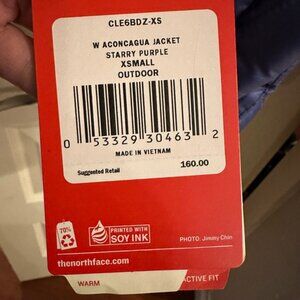 CLE6BDZ-XS
W ACONCAGUA JACKET
STARRY PURPLE
XSMALL
OUTDOOR
0 53329 30463 2
MADE IN VIETNAM
Suggested Retail 160.00
70%
PRINTED WITH
SOY INK
PHOTO: Jimmy Chin
thenorthface.com
WARM
ACTIVE FIT